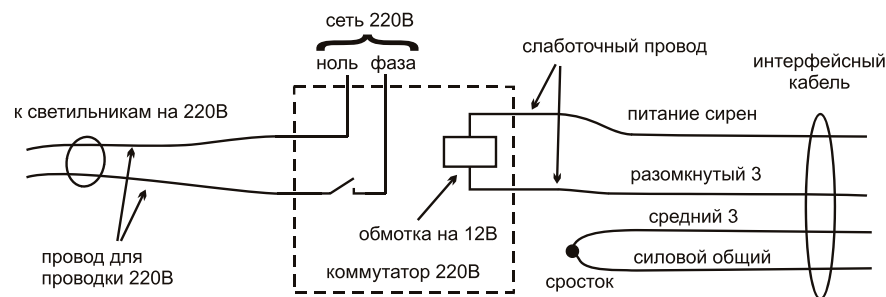 сеть 220В
ноль фаза
слаботочный провод
интерфейсный
кабель
к светильникам на 220В
питание сирен
разомкнутый 3
средний 3
обмотка на 12В
силовой общий
провод для
проводки 220В
коммутатор 220В
сросток